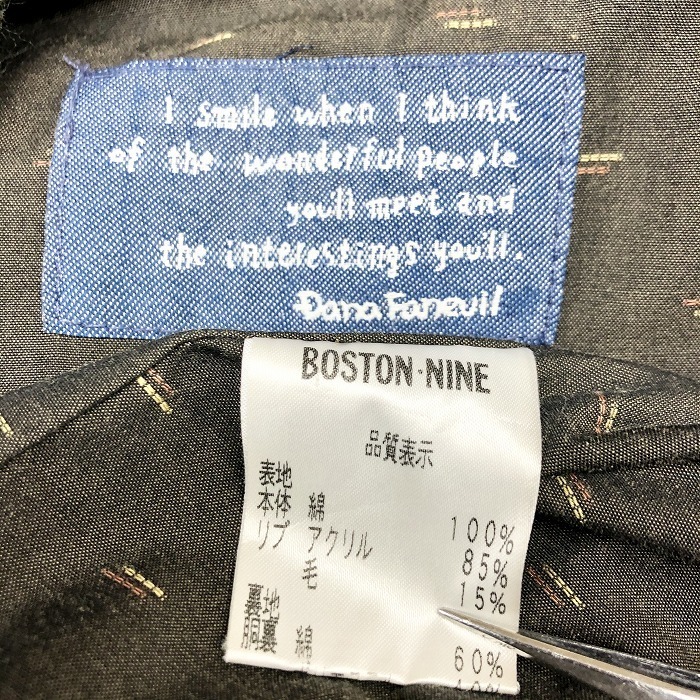 I smile when I think
of the wonderful people
you'll meet and
the interestings you'll.
Dana Faneuil
BOSTON·NINE
品質表示
表地
本体 綿 100%
リブ アクリル 85%
毛 15%
裏地
胴裏 綿 60%